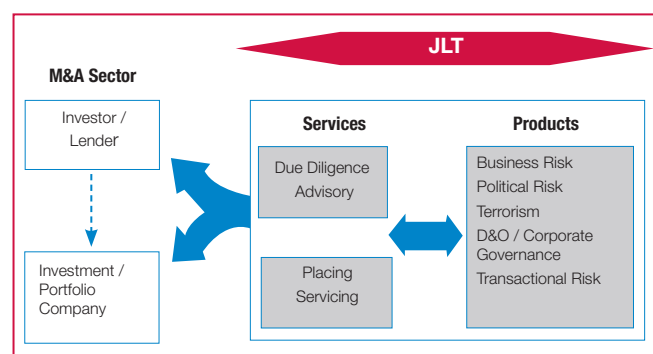 JLT
M&A Sector
Investor /
Lender
Investment /
Portfolio
Company
Services
Due Diligence
Advisory
Placing
Servicing
Products
Business Risk
Political Risk
Terrorism
D&O / Corporate
Governance
Transactional Risk